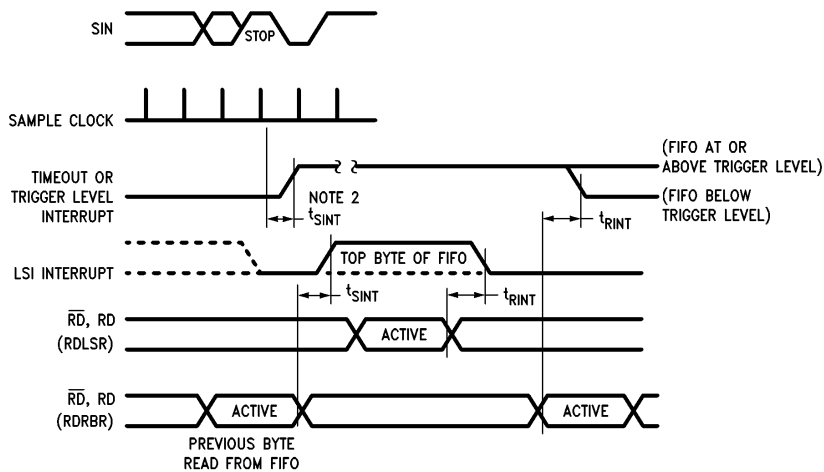 SIN
STOP
SAMPLE CLOCK
TIMEOUT OR
TRIGGER LEVEL
INTERRUPT
NOTE 2
tSINT
(FIFO AT OR
ABOVE TRIGGER LEVEL)
(FIFO BELOW
TRIGGER LEVEL)
tRINT
LSI INTERRUPT
TOP BYTE OF FIFO
tSINT
tRINT
R̅D̅, RD
(RDLSR)
ACTIVE
R̅D̅, RD
(RDRBR)
ACTIVE
ACTIVE
PREVIOUS BYTE
READ FROM FIFO